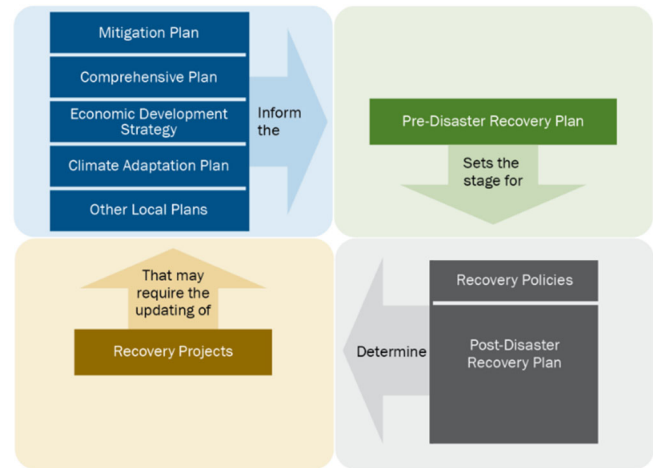 Mitigation Plan
Comprehensive Plan
Economic Development
Strategy
Climate Adaptation Plan
Other Local Plans
Inform
the
Pre-Disaster Recovery Plan
Sets the
stage for
Recovery Policies
Post-Disaster
Recovery Plan
Determine
Recovery Projects
That may
require the
updating of